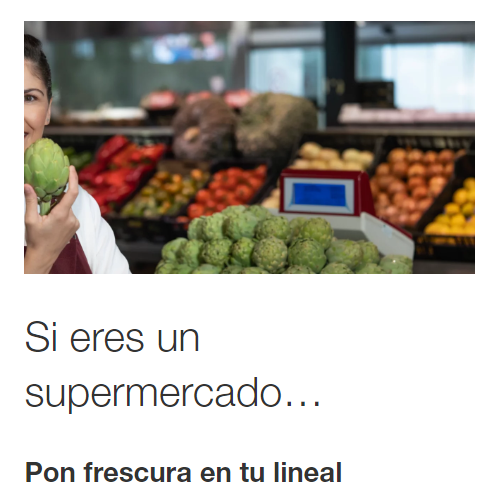 Si eres un
supermercado…
Pon frescura en tu lineal